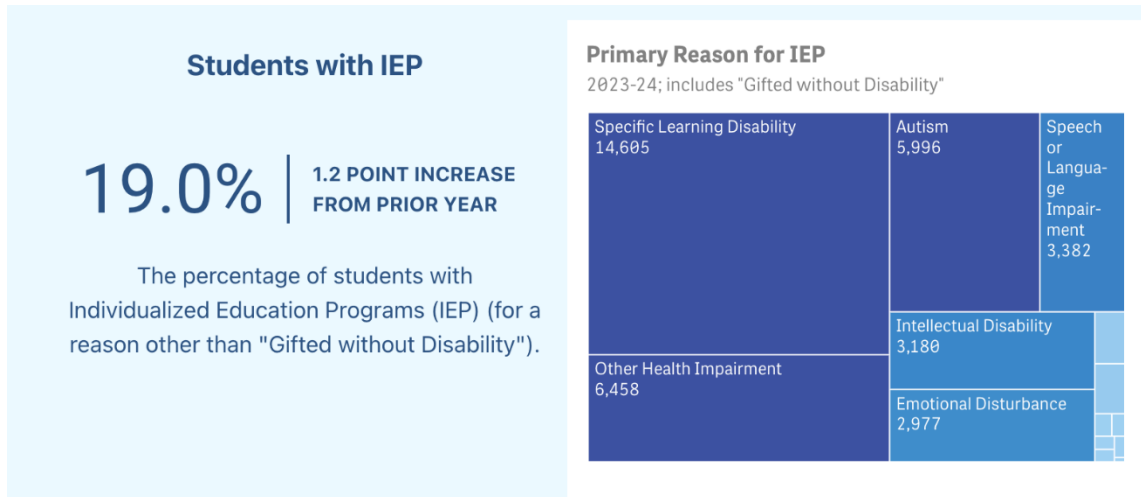 Students with IEP
19.0%
1.2 POINT INCREASE
FROM PRIOR YEAR
The percentage of students with
Individualized Education Programs (IEP) (for a
reason other than "Gifted without Disability").
Primary Reason for IEP
2023-24; includes "Gifted without Disability"
Specific Learning Disability
14,605
Other Health Impairment
6,458
Autism
5,996
Speech
or
Langua-
ge
Impair-
ment
3,382
Intellectual Disability
3,180
Emotional Disturbance
2,977